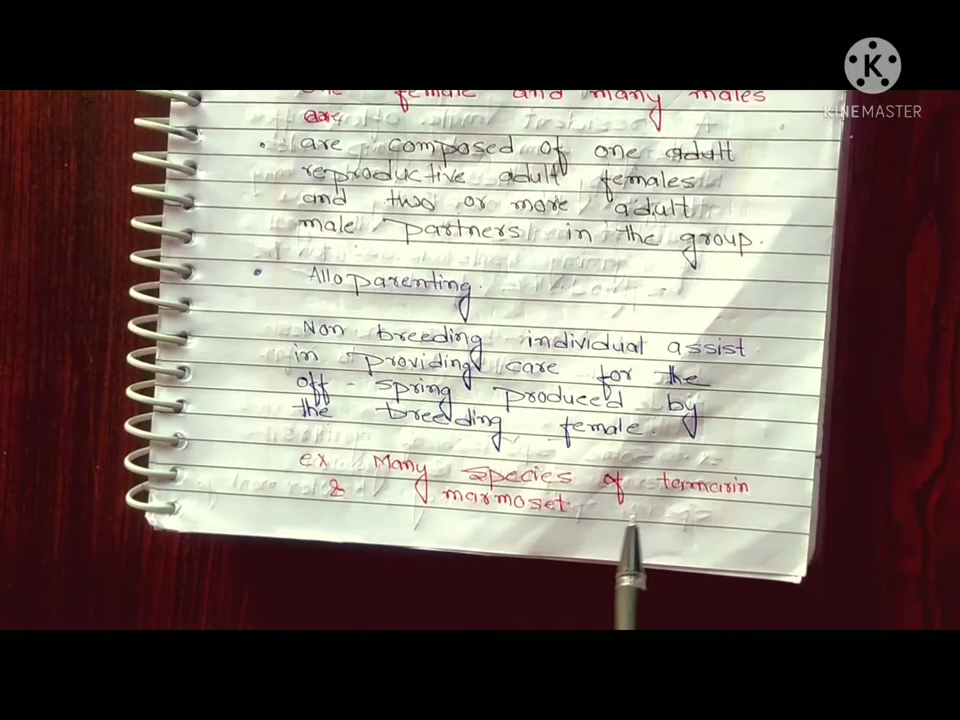 one female and many males
are
• are composed of one adult
reproductive adult females
and two or more adult
male partners in the group.
• Alloparenting.
Non breeding individual assist
in providing care for the
off-spring produced by
the breeding female.
ex Many species of tamarin
& marmoset.
KINEMASTER